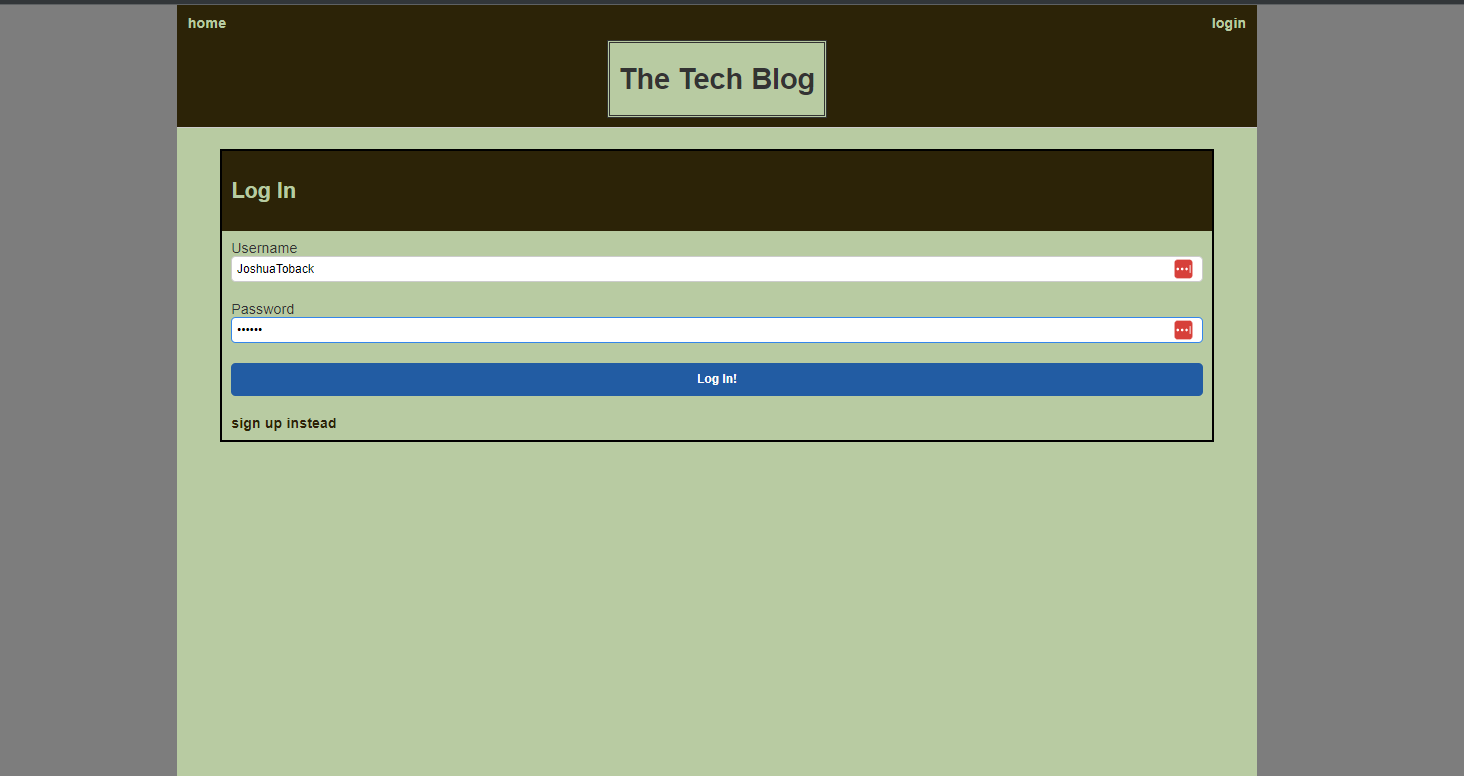 home
login
The Tech Blog
Log In
Username
JoshuaToback
Password
••••••
Log In!
sign up instead